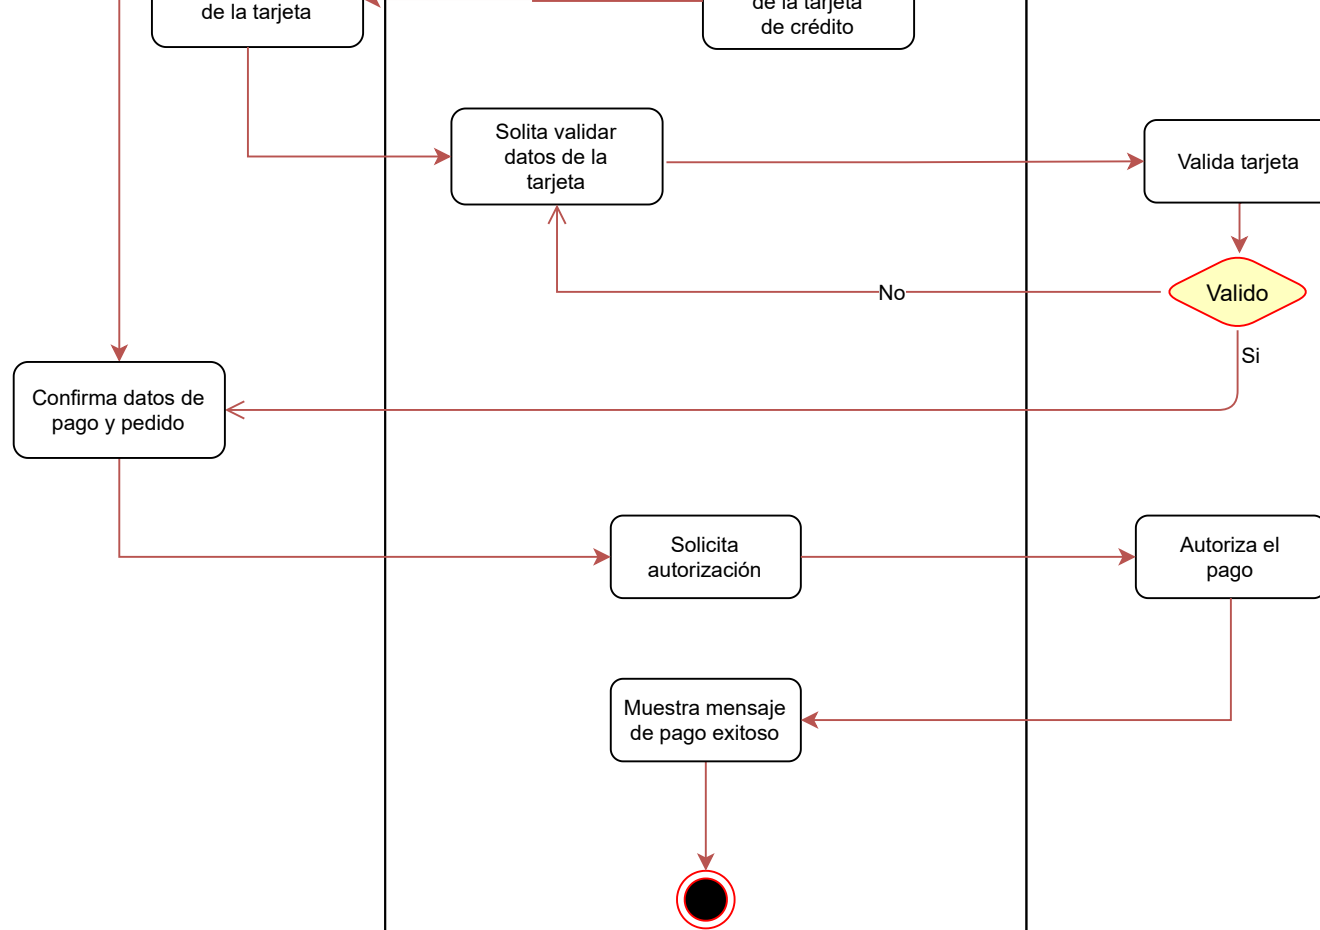 de la tarjeta
de la tarjeta
de crédito
Solita validar
datos de la
tarjeta
Valida tarjeta
No
Valido
Si
Confirma datos de
pago y pedido
Solicita
autorización
Autoriza el
pago
Muestra mensaje
de pago exitoso